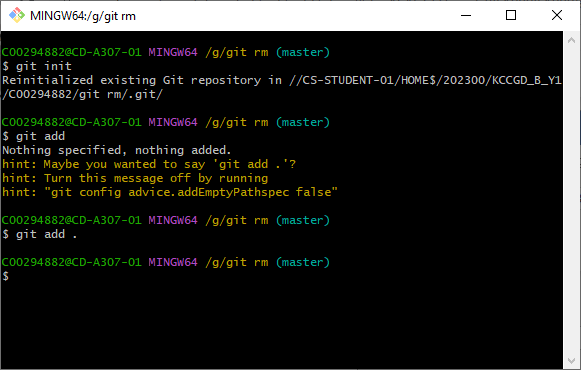 MINGW64:/g/git rm
C00294882@CD-A307-01 MINGW64 /g/git rm (master)
$ git init
Reinitialized existing Git repository in //CS-STUDENT-01/HOME$/202300/KCCGD_B_Y1
/C00294882/git rm/.git/
C00294882@CD-A307-01 MINGW64 /g/git rm (master)
$ git add
Nothing specified, nothing added.
hint: Maybe you wanted to say 'git add .'?
hint: Turn this message off by running
hint: "git config advice.addEmptyPathspec false"
C00294882@CD-A307-01 MINGW64 /g/git rm (master)
$ git add .
C00294882@CD-A307-01 MINGW64 /g/git rm (master)
$